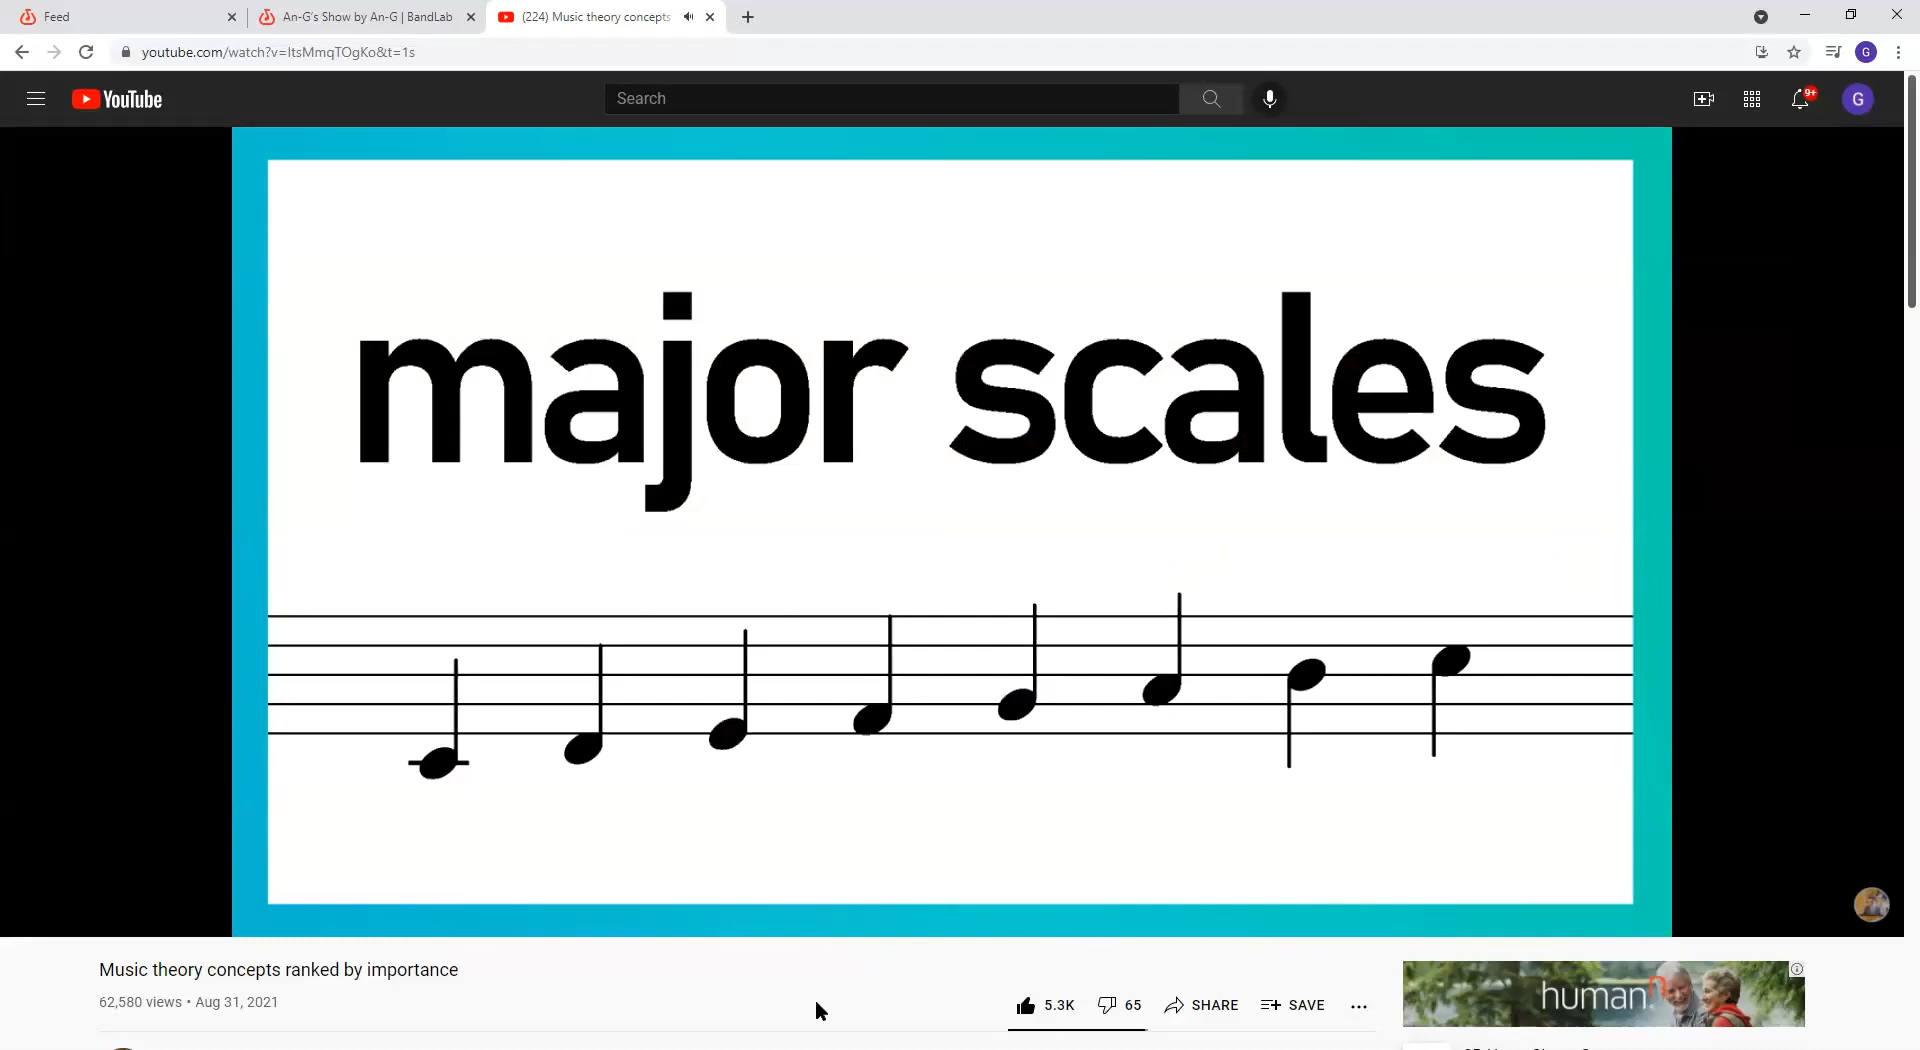 Feed
An-G's Show by An-G | BandLab
(224) Music theory concepts
youtube.com/watch?v=ItsMmqTOgKo&t=1s
G
YouTube
Search
9+
G
major scales
Music theory concepts ranked by importance
62,580 views • Aug 31, 2021
5.3K
65
SHARE
SAVE
humann